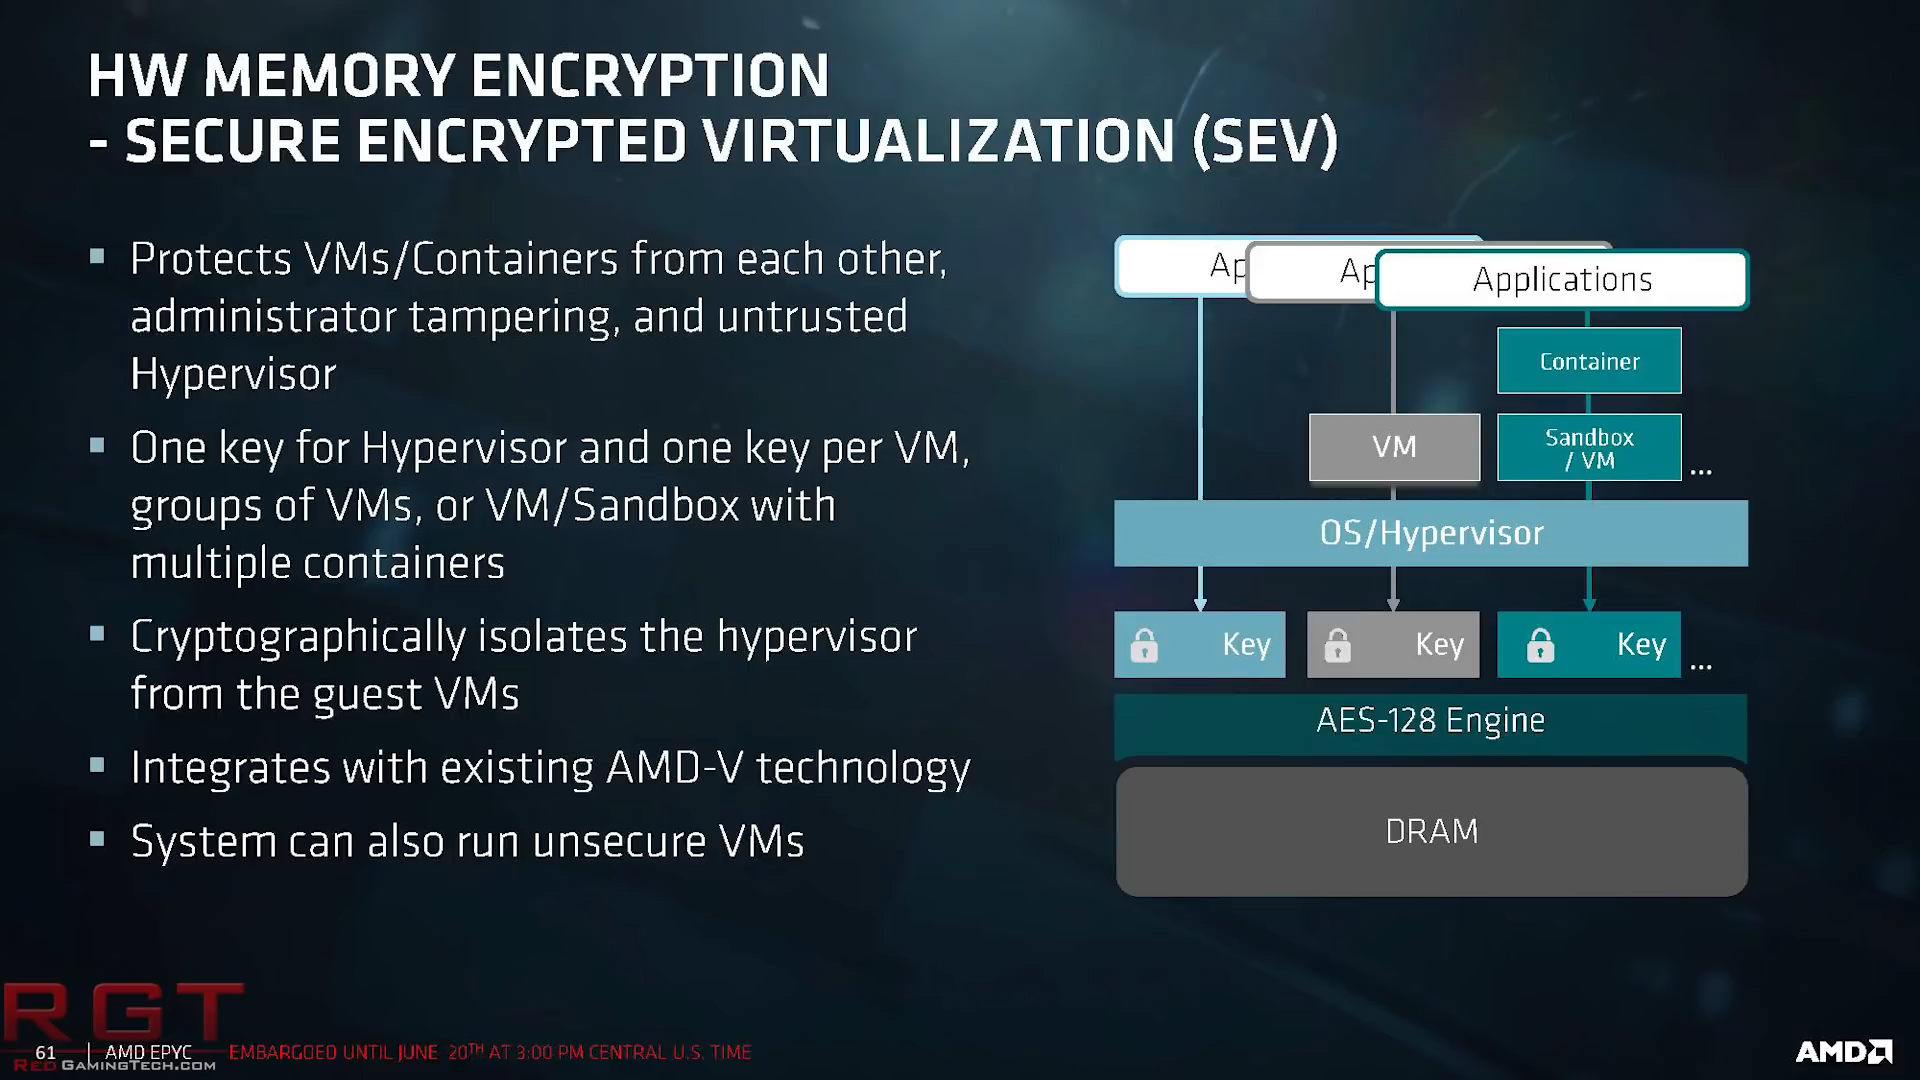 HW MEMORY ENCRYPTION
- SECURE ENCRYPTED VIRTUALIZATION (SEV)
Protects VMs/Containers from each other,
administrator tampering, and untrusted
Hypervisor
One key for Hypervisor and one key per VM,
groups of VMs, or VM/Sandbox with
multiple containers
Cryptographically isolates the hypervisor
from the guest VMs
Integrates with existing AMD-V technology
System can also run unsecure VMs
Ap
Ap
Applications
Container
VM
Sandbox
/ VM
...
OS/Hypervisor
Key
Key
Key
...
AES-128 Engine
DRAM
RGT
61 | AMD EPYC EMBARGOED UNTIL JUNE 20TH AT 3:00 PM CENTRAL U.S. TIME
REDGAMINGTECH.COM
AMD